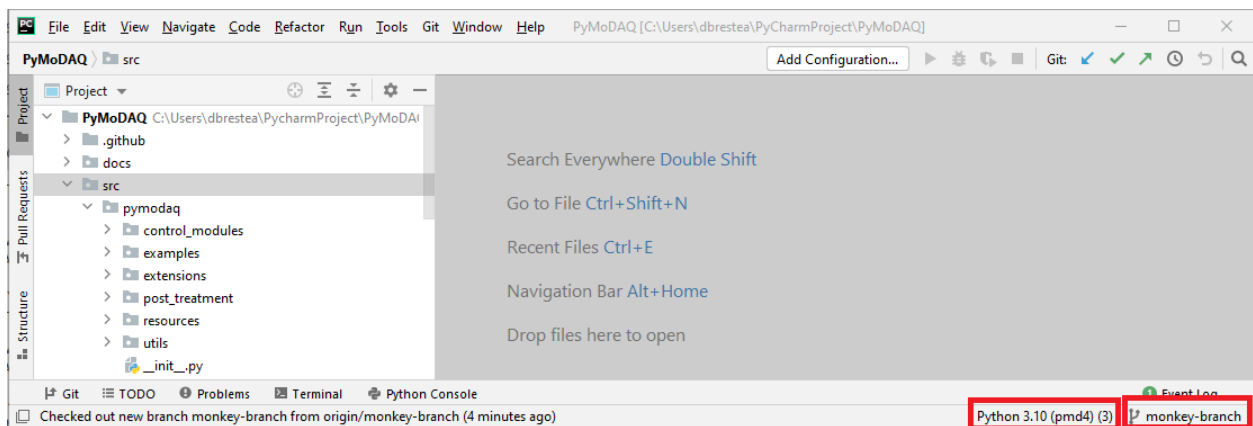 PC File Edit View Navigate Code Refactor Run Tools Git Window Help PyMoDAQ [C:\Users\dbrestea\PyCharmProject\PyMoDAQ]
PyMoDAQ src Add Configuration... Git:
Project
PyMoDAQ C:\Users\dbrestea\PycharmProject\PyMoDA
.github
docs
src
pymodaq
control_modules
examples
extensions
post_treatment
resources
utils
__init__.py
Project
Pull Requests
Structure
Search Everywhere Double Shift
Go to File Ctrl+Shift+N
Recent Files Ctrl+E
Navigation Bar Alt+Home
Drop files here to open
Git TODO Problems Terminal Python Console 1 Event Log
Checked out new branch monkey-branch from origin/monkey-branch (4 minutes ago) Python 3.10 (pmd4) (3) monkey-branch